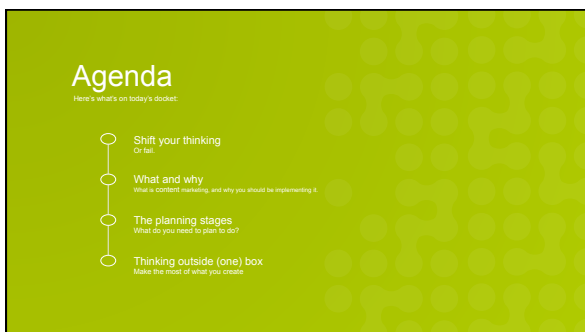 Agenda
Here's what's on today's docket:
Shift your thinking
Or fail.
What and why
What is content marketing, and why you should be implementing it.
The planning stages
What do you need to plan to do?
Thinking outside (one) box
Make the most of what you create